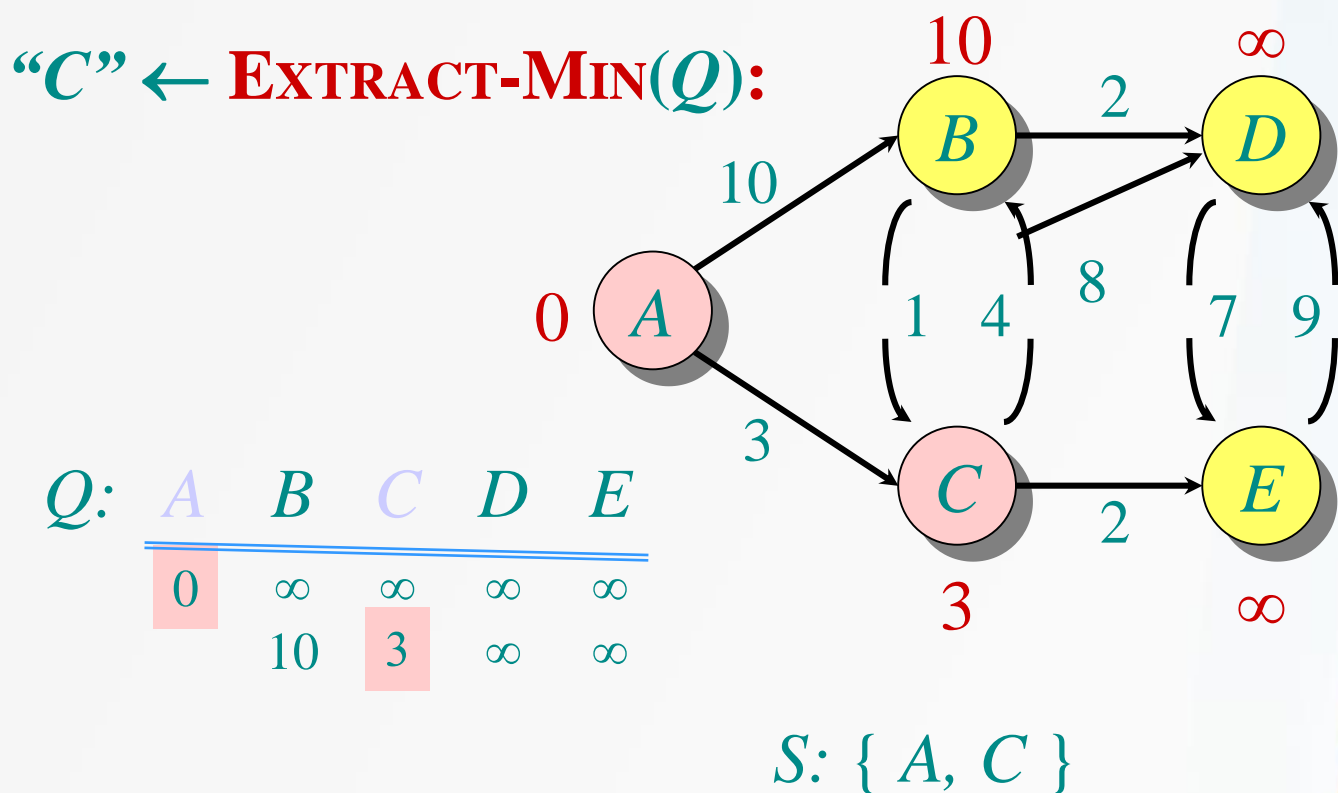 “C” ← EXTRACT-MIN(Q):
10 ∞
B 2 D
10
0 A 1 4 8 7 9
3
C 2 E
3 ∞
Q: A B C D E
0 ∞ ∞ ∞ ∞
10 3 ∞ ∞
S: { A, C }